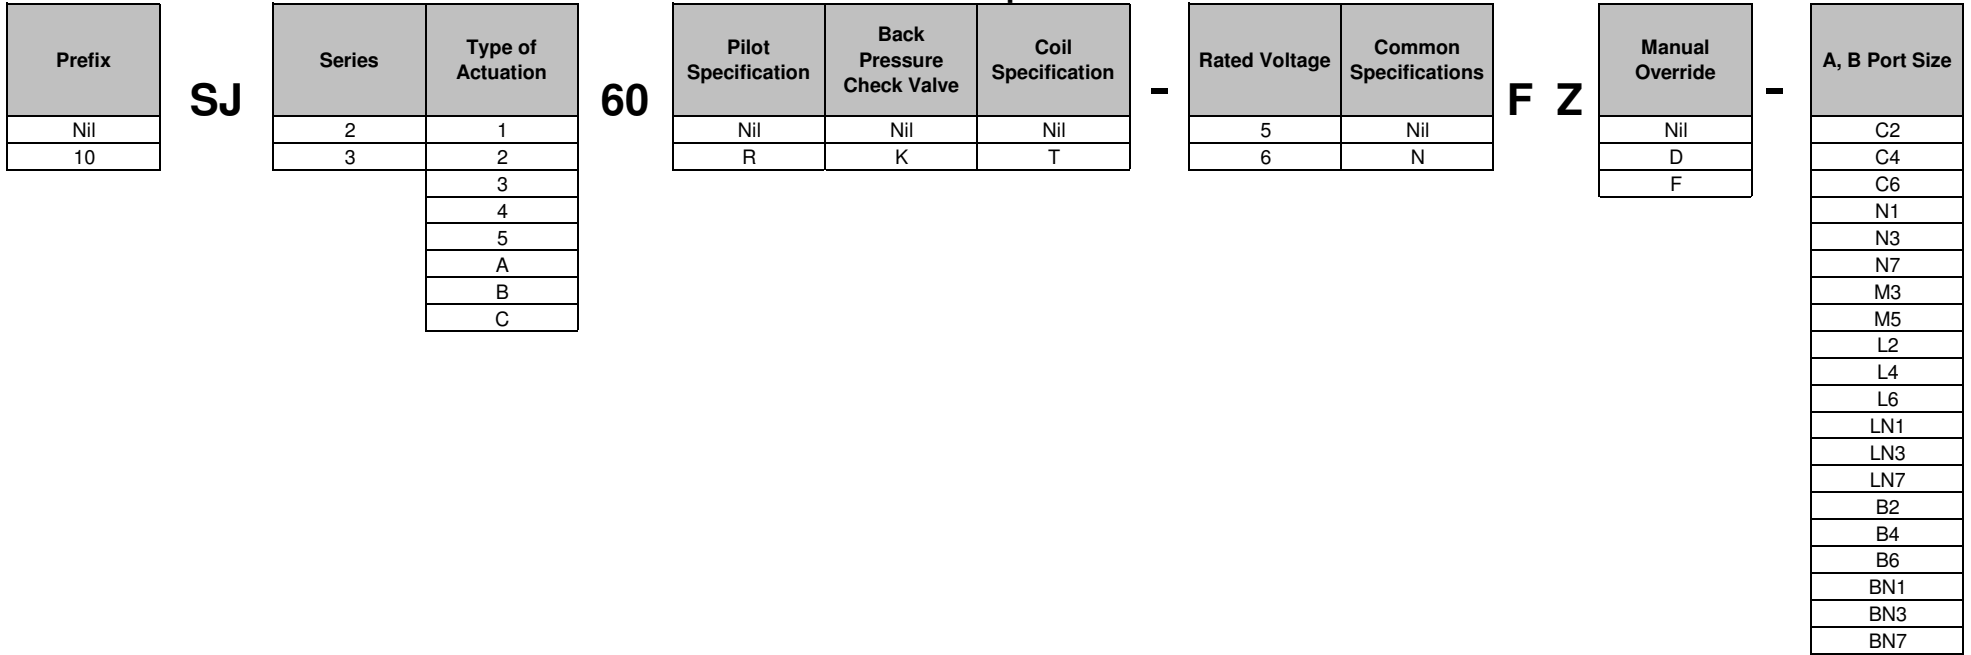 Prefix
Nil
10
SJ
Series
2
3
Type of
Actuation
1
2
3
4
5
A
B
C
60
Pilot
Specification
Nil
R
Back
Pressure
Check Valve
Nil
K
Coil
Specification
Nil
T
-
Rated Voltage
5
6
Common
Specifications
Nil
N
F Z
Manual
Override
Nil
D
F
-
A, B Port Size
C2
C4
C6
N1
N3
N7
M3
M5
L2
L4
L6
LN1
LN3
LN7
B2
B4
B6
BN1
BN3
BN7